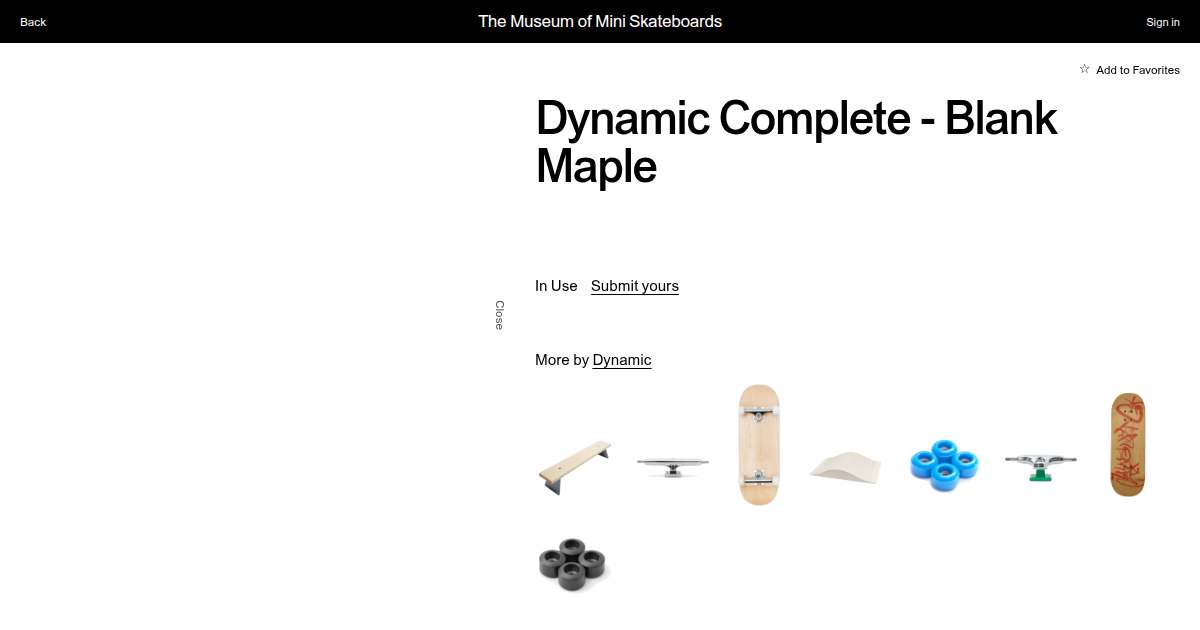 Back
The Museum of Mini Skateboards
Sign in
☆ Add to Favorites
Dynamic Complete - Blank
Maple
In Use Submit yours
Close
More by Dynamic